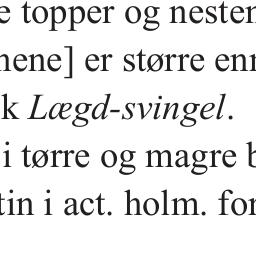 e topper og nesten
nene] er større enn
k Lægd-svingel.
i tørre og magre b
tin i act. holm. for